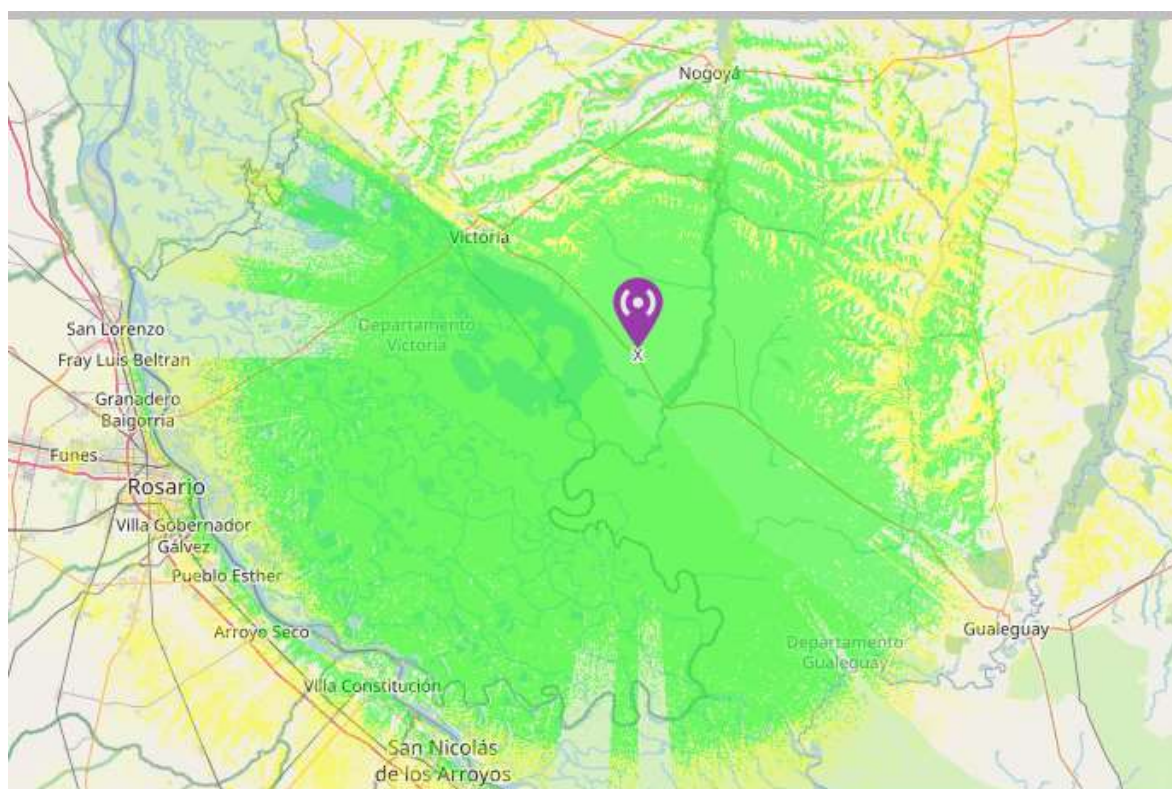 Nogoyá
Victoria
X
Departamento
Victoria
San Lorenzo
Fray Luis Beltran
Granadero
Baigorria
Funes
Rosario
Villa Gobernador
Gálvez
Pueblo Esther
Arroyo Seco
Villa Constitución
San Nicolás
de los Arroyos
Departamento
Gualeguay
Gualeguay